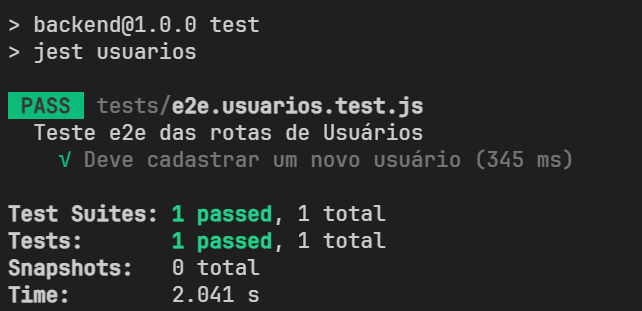 > backend@1.0.0 test
> jest usuarios
PASS tests/e2e.usuarios.test.js
Teste e2e das rotas de Usuários
√ Deve cadastrar um novo usuário (345 ms)
Test Suites: 1 passed, 1 total
Tests: 1 passed, 1 total
Snapshots: 0 total
Time: 2.041 s